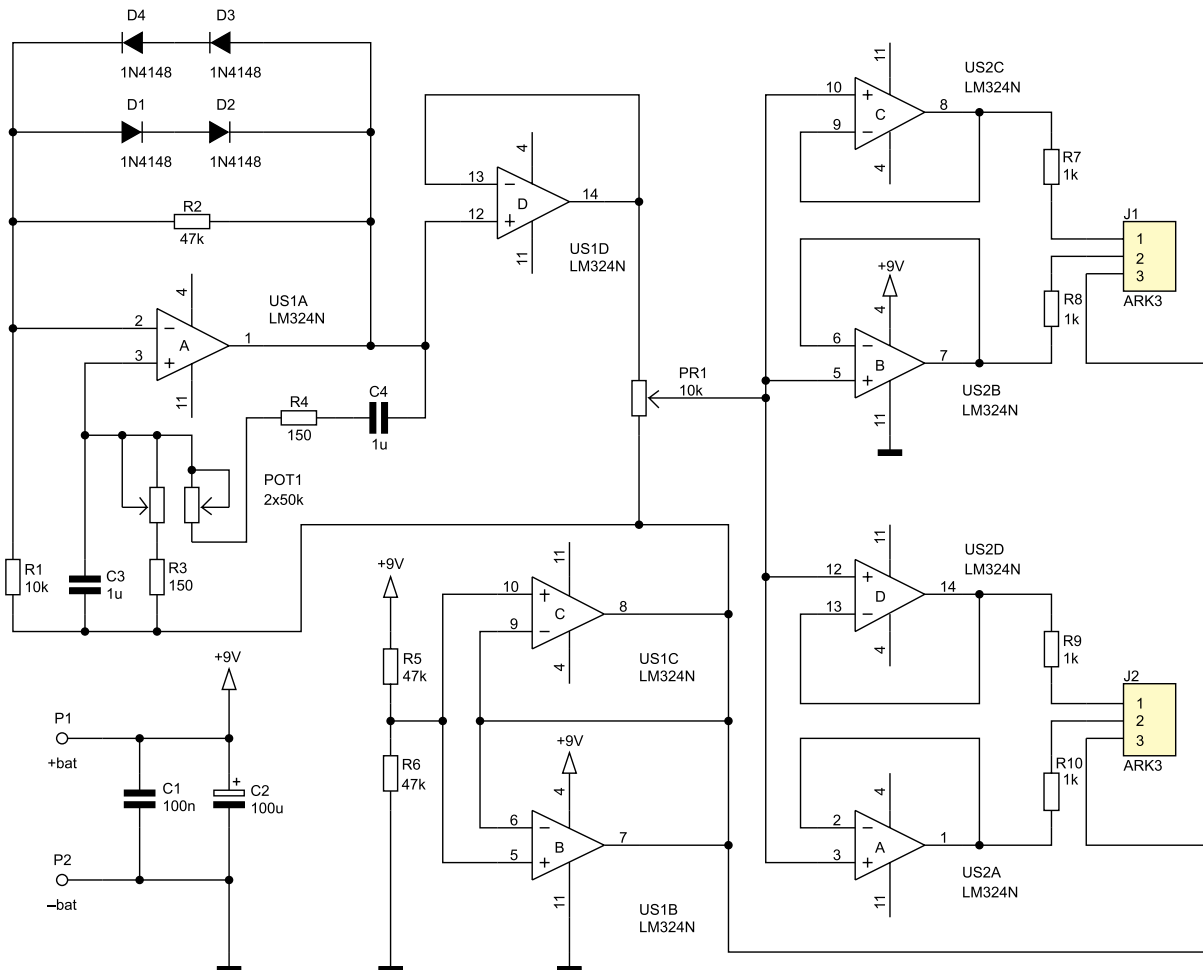 D4
D3
1N4148
1N4148
D1
D2
1N4148
1N4148
R2
47k
4
US1A
LM324N
2
−
A
1
3
+
11
R4
150
C4
1u
POT1
2x50k
R1
10k
C3
1u
R3
150
4
13
−
D
14
12
+
11
US1D
LM324N
PR1
10k
11
US2C
LM324N
10
+
C
8
9
−
4
R7
1k
J1
1
2
3
ARK3
+9V
4
R8
1k
6
−
B
7
5
+
US2B
LM324N
11
11
US2D
LM324N
12
+
D
14
13
−
4
R9
1k
J2
1
2
3
ARK3
R10
1k
4
2
−
A
1
3
+
US2A
LM324N
11
+9V
R5
47k
R6
47k
11
10
+
C
8
9
−
4
US1C
LM324N
+9V
4
6
−
B
7
5
+
11
US1B
LM324N
+9V
P1
+bat
C1
100n
+
C2
100u
P2
–bat